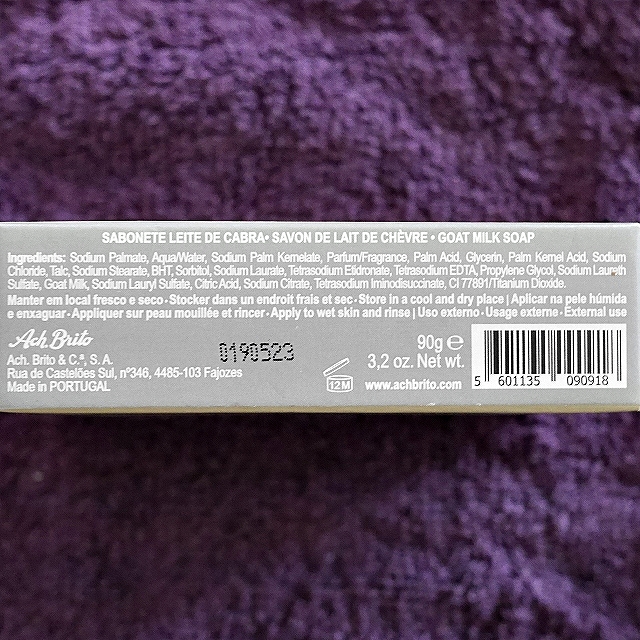 SABONETE LEITE DE CABRA • SAVON DE LAIT DE CHÈVRE • GOAT MILK SOAP
Ingredients: Sodium Palmate, Aqua/Water, Sodium Palm Kernelate, Parfum/Fragrance, Palm Acid, Glycerin, Palm Kernel Acid, Sodium
Chloride, Talc, Sodium Stearate, BHT, Sorbitol, Sodium Laurate, Tetrasodium Etidronate, Tetrasodium EDTA, Propylene Glycol, Sodium Laureth
Sulfate, Goat Milk, Sodium Lauryl Sulfate, Citric Acid, Sodium Citrate, Tetrasodium Iminodisuccinate, CI 77891/Titanium Dioxide.
Manter em local fresco e seco • Stocker dans un endroit frais et sec • Store in a cool and dry place | Aplicar na pele húmida
e enxaguar • Appliquer sur peau mouillée et rincer • Apply to wet skin and rinse | Uso externo • Usage externe • External use
Ach. Brito
Ach. Brito & C.ª, S. A.
Rua de Castelões Sul, nº346, 4485-103 Fajozes
Made in PORTUGAL
0190523
12M
90g ℮
3,2 oz. Net wt.
www.achbrito.com
5 601135 090918